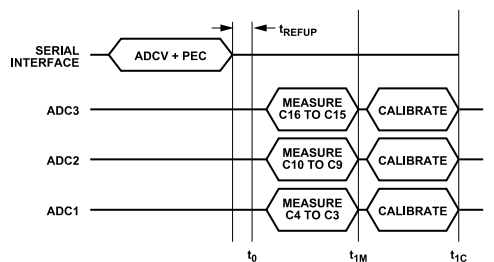 tREFUP
SERIAL
INTERFACE
ADCV + PEC
ADC3
MEASURE
C16 TO C15
CALIBRATE
ADC2
MEASURE
C10 TO C9
CALIBRATE
ADC1
MEASURE
C4 TO C3
CALIBRATE
t0
t1M
t1C